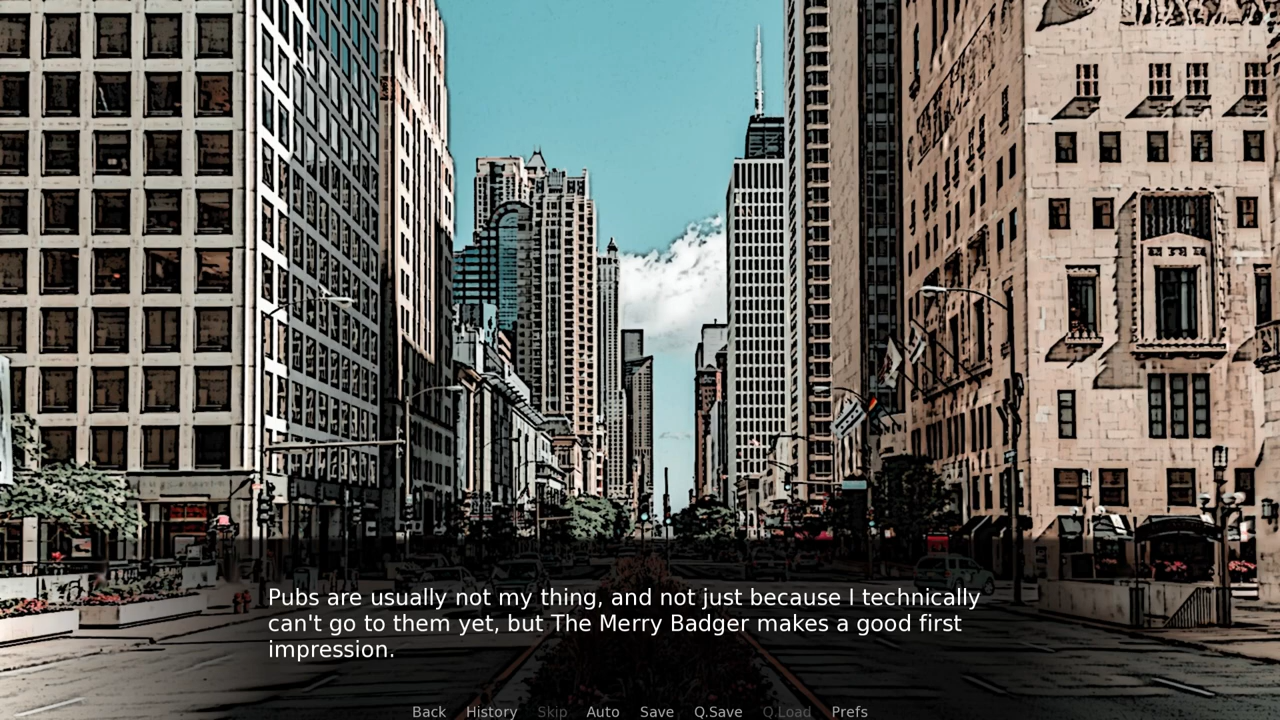 Pubs are usually not my thing, and not just because I technically
can't go to them yet, but The Merry Badger makes a good first
impression.
Back History Skip Auto Save Q.Save Q.Load Prefs